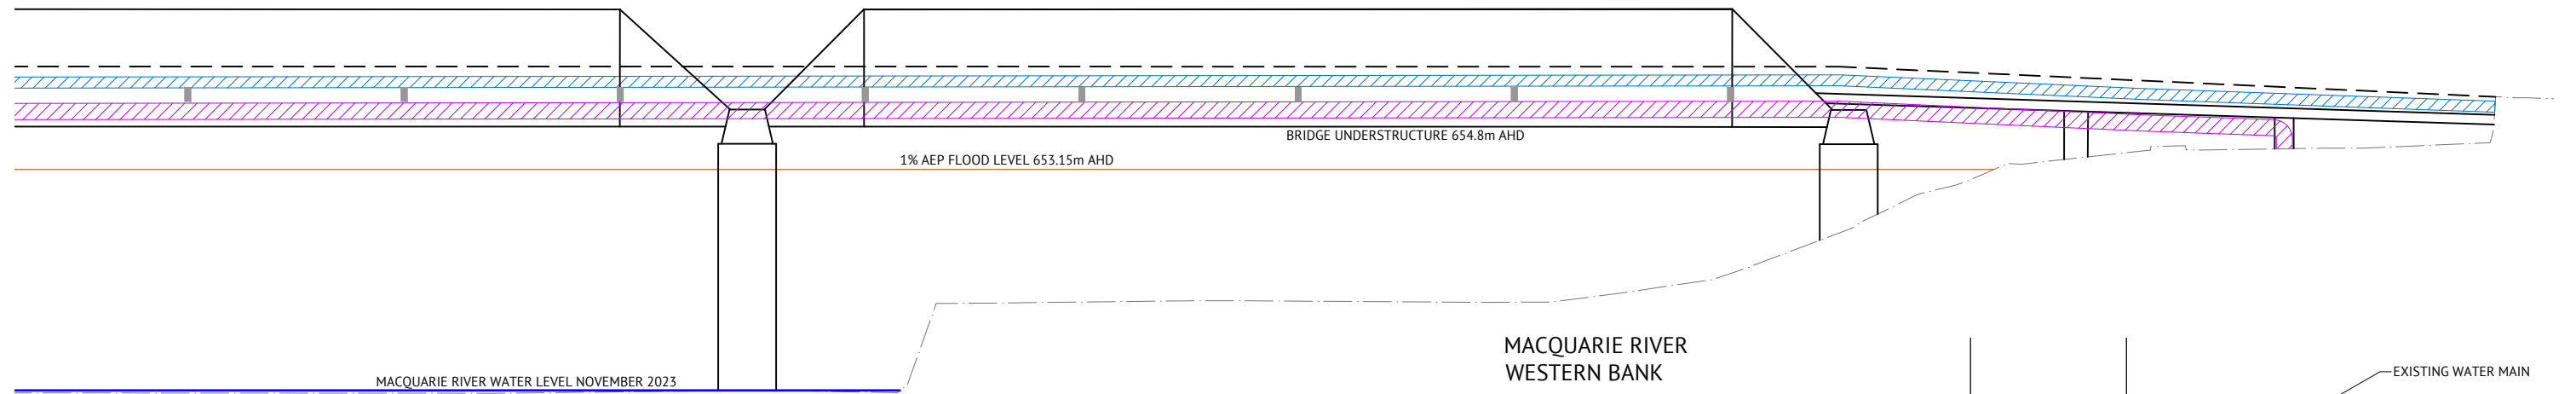 BRIDGE UNDERSTRUCTURE 654.8m AHD
1% AEP FLOOD LEVEL 653.15m AHD
MACQUARIE RIVER
WESTERN BANK
MACQUARIE RIVER WATER LEVEL NOVEMBER 2023
EXISTING WATER MAIN